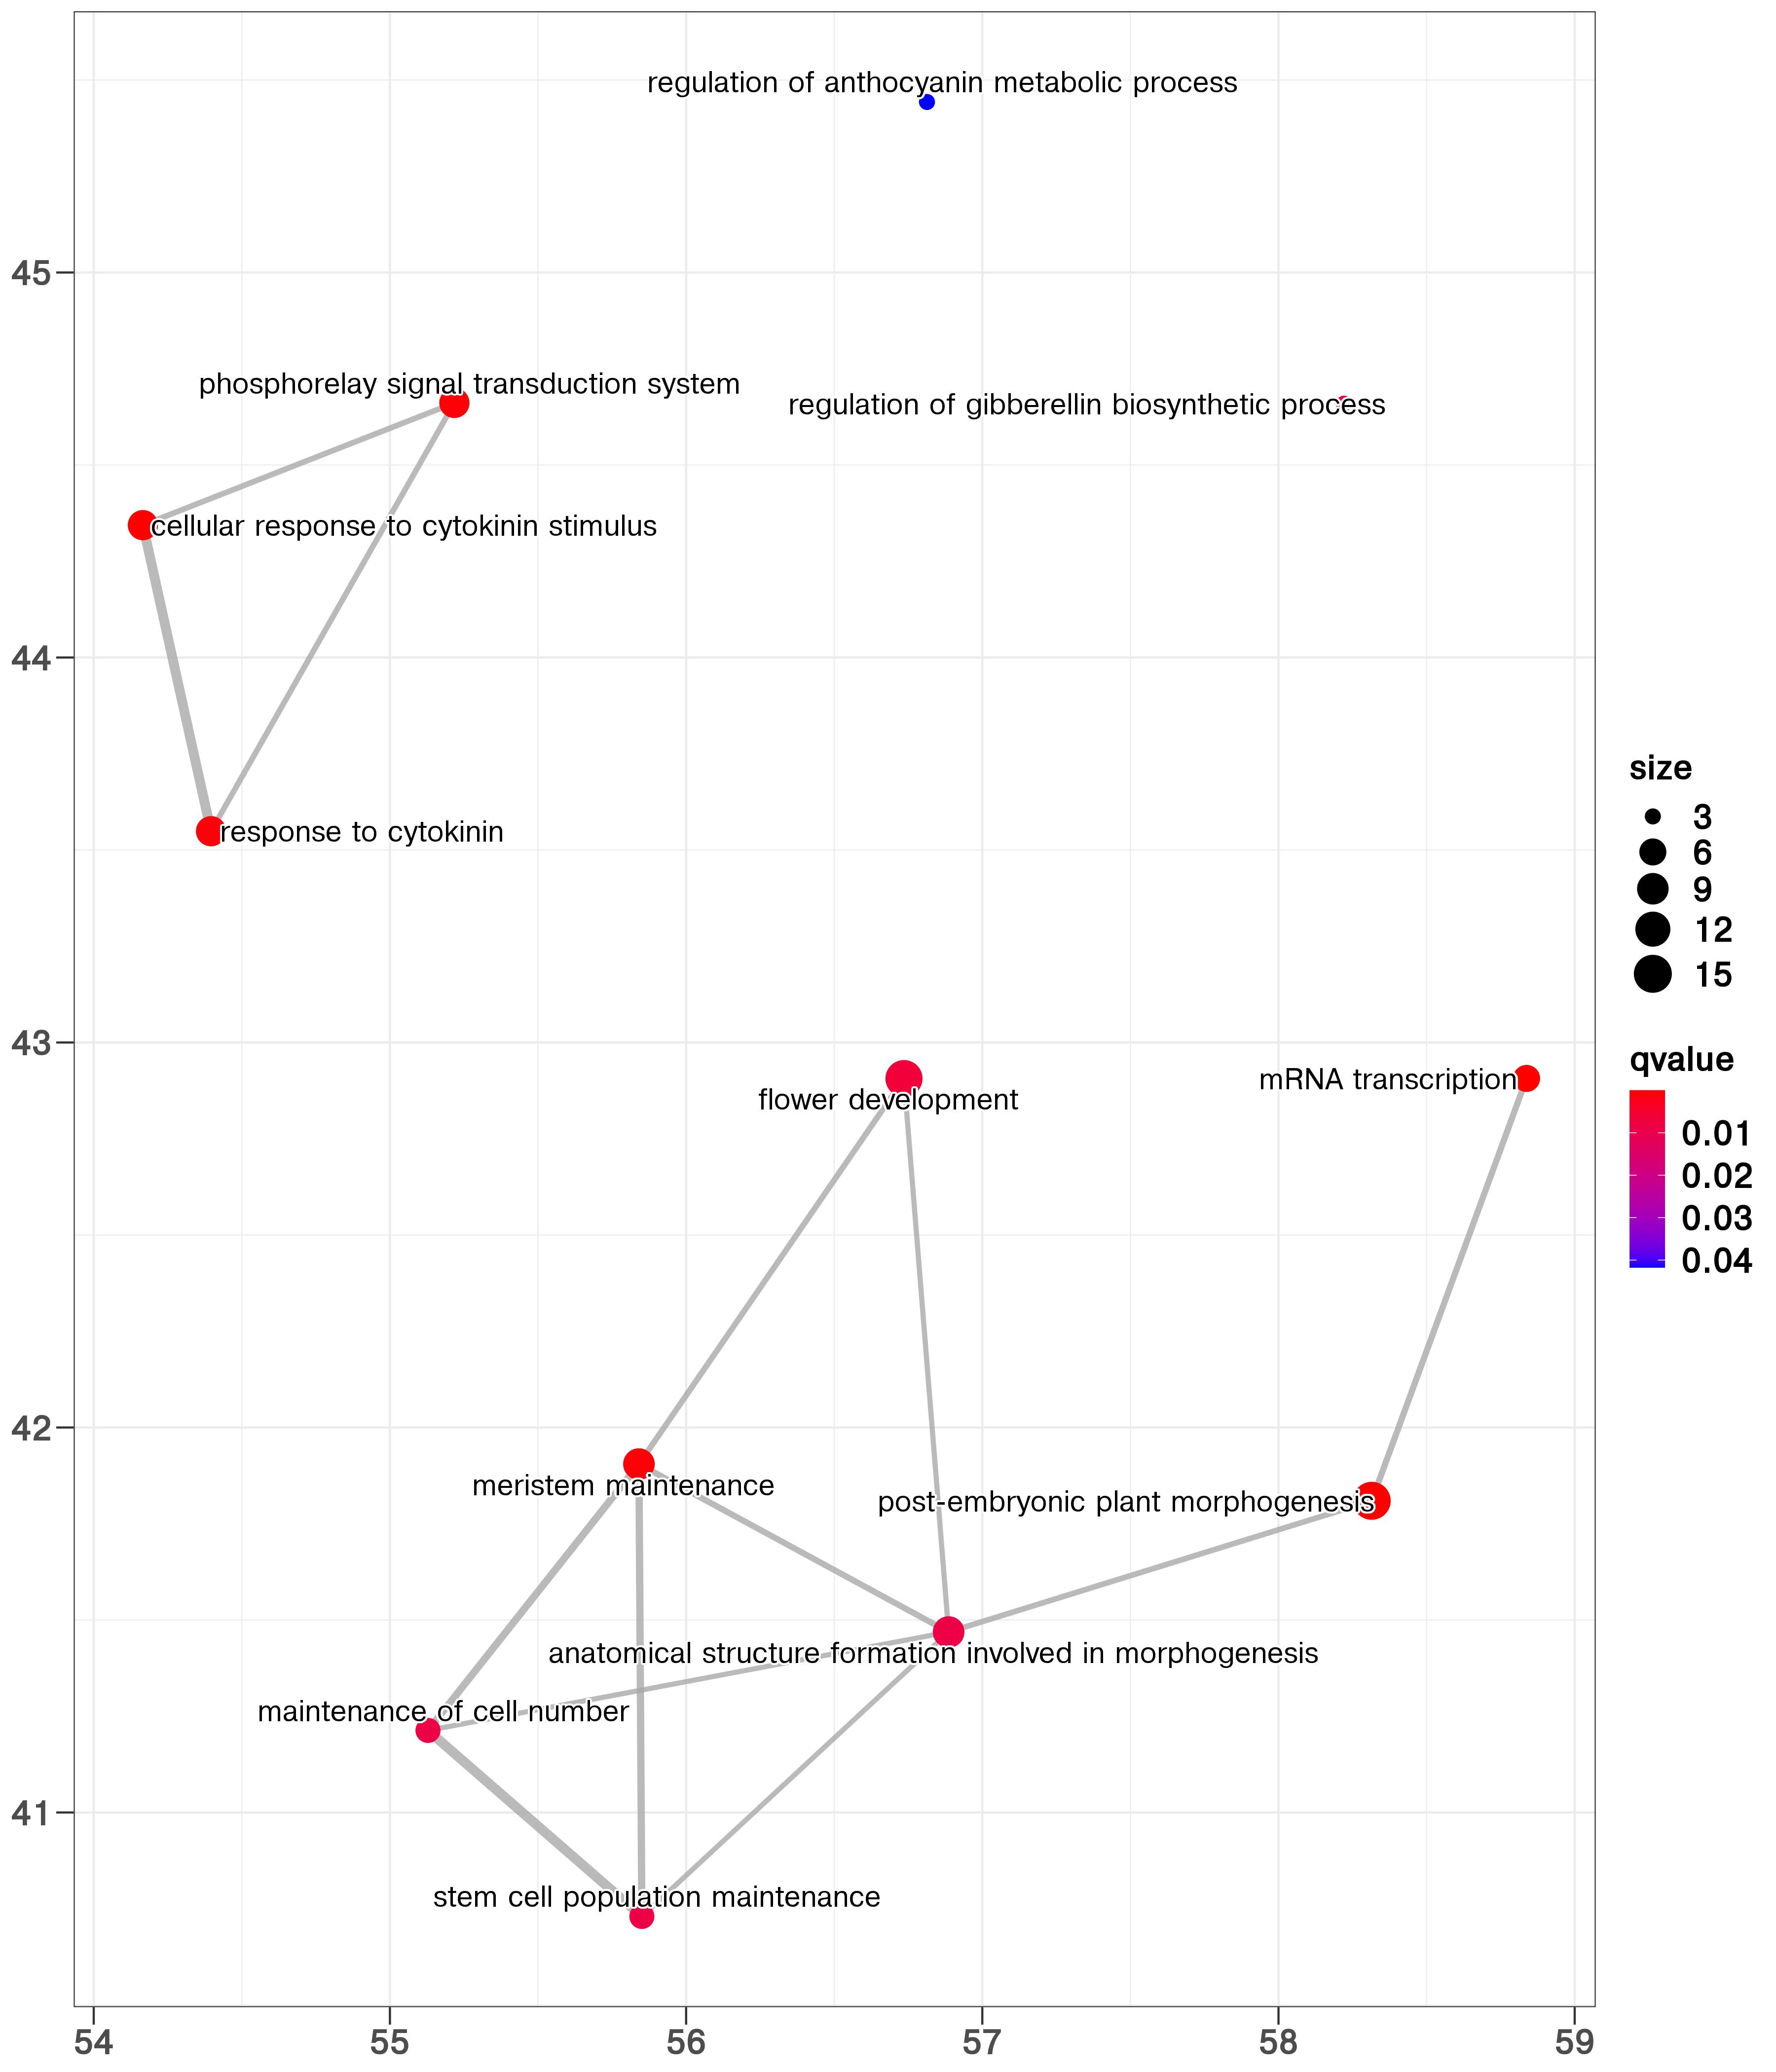 regulation of anthocyanin metabolic process
45
phosphorelay signal transduction system
regulation of gibberellin biosynthetic process
cellular response to cytokinin stimulus
44
response to cytokinin
size
3
6
9
12
15
43
flower development
mRNA transcription
qvalue
0.01
0.02
0.03
0.04
42
meristem maintenance
post-embryonic plant morphogenesis
anatomical structure formation involved in morphogenesis
maintenance of cell number
41
stem cell population maintenance
54 55 56 57 58 59